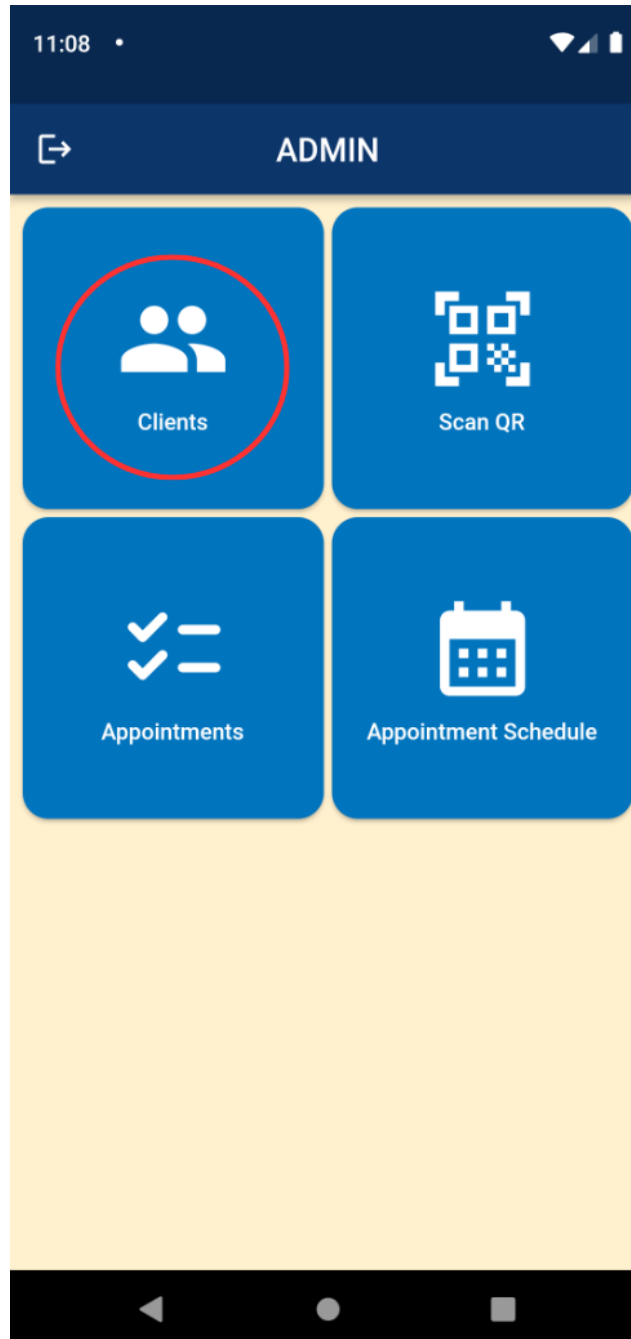 11:08
ADMIN
Clients
Scan QR
Appointments
Appointment Schedule